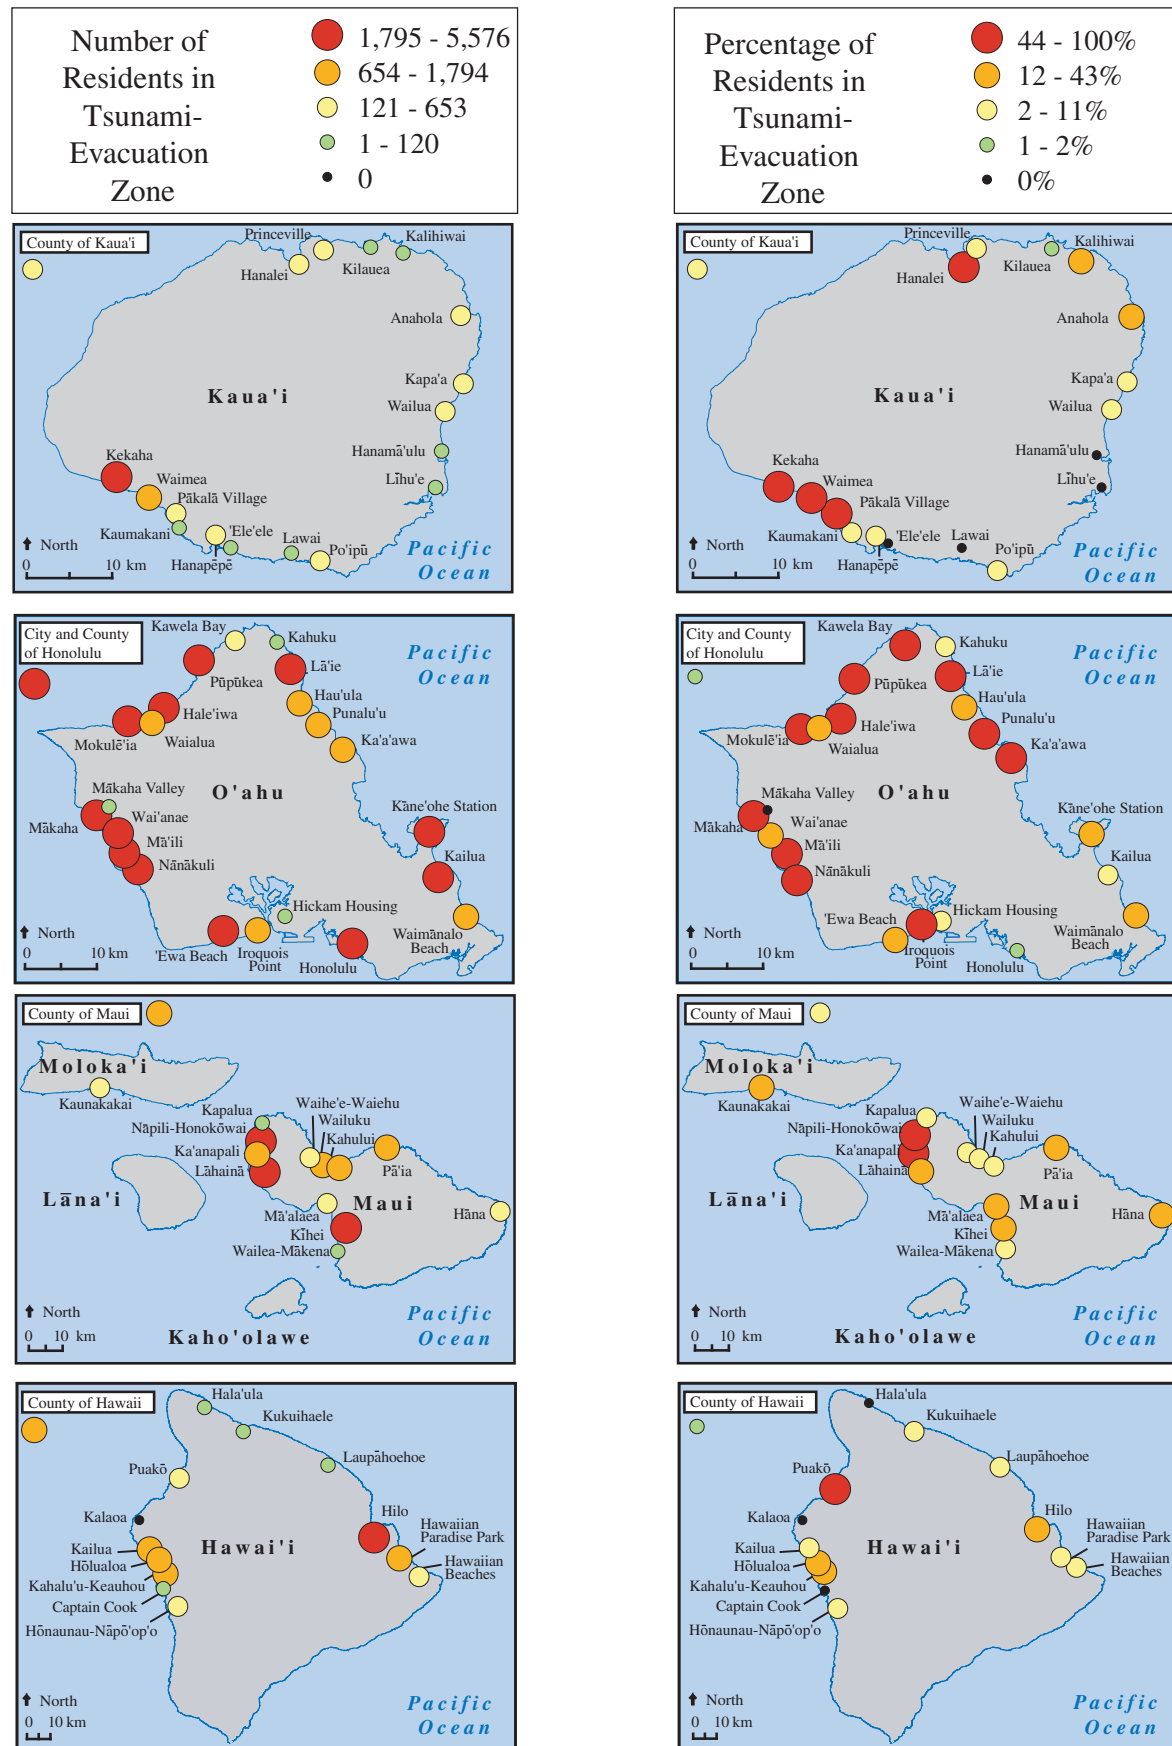 Number of
Residents in
Tsunami-
Evacuation
Zone
1,795 - 5,576
654 - 1,794
121 - 653
1 - 120
0
Percentage of
Residents in
Tsunami-
Evacuation
Zone
44 - 100%
12 - 43%
2 - 11%
1 - 2%
0%
County of Kaua'i
Princeville
Kalihiwai
Hanalei
Kilauea
Anahola
Kapa'a
Kaua'i
Wailua
Hanamā'ulu
Kekaha
Līhu'e
Waimea
Pākalā Village
Kaumakani
'Ele'ele
Lawai
Po'ipū
Hanapēpē
North
10 km
0
Pacific
Ocean
County of Kaua'i
Princeville
Kalihiwai
Hanalei
Kilauea
Anahola
Kapa'a
Kaua'i
Wailua
Hanamā'ulu
Kekaha
Līhu'e
Waimea
Pākalā Village
Kaumakani
'Ele'ele
Lawai
Po'ipū
Hanapēpē
North
0
10 km
Pacific
Ocean
City and County
of Honolulu
Kawela Bay
Kahuku
Lā'ie
Pūpūkea
Hau'ula
Hale'iwa
Punalu'u
Mokulē'ia
Waialua
Ka'a'awa
O'ahu
Mākaha Valley
Kāne'ohe Station
Mākaha
Wai'anae
Mā'ili
Nānākuli
Kailua
Hickam Housing
Waimānalo
Beach
'Ewa Beach
Iroquois
Point
Honolulu
North
0
10 km
Pacific
Ocean
City and County
of Honolulu
Kawela Bay
Kahuku
Lā'ie
Pūpūkea
Hau'ula
Hale'iwa
Punalu'u
Mokulē'ia
Waialua
Ka'a'awa
O'ahu
Mākaha Valley
Kāne'ohe Station
Mākaha
Wai'anae
Mā'ili
Nānākuli
Kailua
'Ewa Beach
Hickam Housing
Waimānalo
Beach
Iroquois
Point
Honolulu
North
0
10 km
Pacific
Ocean
County of Maui
Moloka'i
Kaunakakai
Kapalua
Waihe'e-Waiehu
Wailuku
Kahului
Nāpili-Honokōwai
Ka'anapali
Lāhainā
Pā'ia
Lāna'i
Maui
Mā'alaea
Kīhei
Wailea-Mākena
Hāna
North
0 10 km
Kaho'olawe
Pacific
Ocean
County of Maui
Moloka'i
Kaunakakai
Kapalua
Waihe'e-Waiehu
Wailuku
Kahului
Nāpili-Honokōwai
Ka'anapali
Lāhainā
Pā'ia
Lāna'i
Maui
Mā'alaea
Kīhei
Wailea-Mākena
Hāna
North
0 10 km
Kaho'olawe
Pacific
Ocean
County of Hawaii
Hala'ula
Kukuihaele
Laupāhoehoe
Puakō
Kalaoa
Hilo
Hawaiian
Paradise Park
Kailua
Hawai'i
Hōlualoa
Hawaiian
Beaches
Kahalu'u-Keauhou
Captain Cook
Hōnaunau-Nāpō'op'o
North
0 10 km
Pacific
Ocean
County of Hawaii
Hala'ula
Kukuihaele
Laupāhoehoe
Puakō
Kalaoa
Hilo
Hawaiian
Paradise Park
Kailua
Hawai'i
Hōlualoa
Hawaiian
Beaches
Kahalu'u-Keauhou
Captain Cook
Hōnaunau-Nāpō'op'o
North
0 10 km
Pacific
Ocean